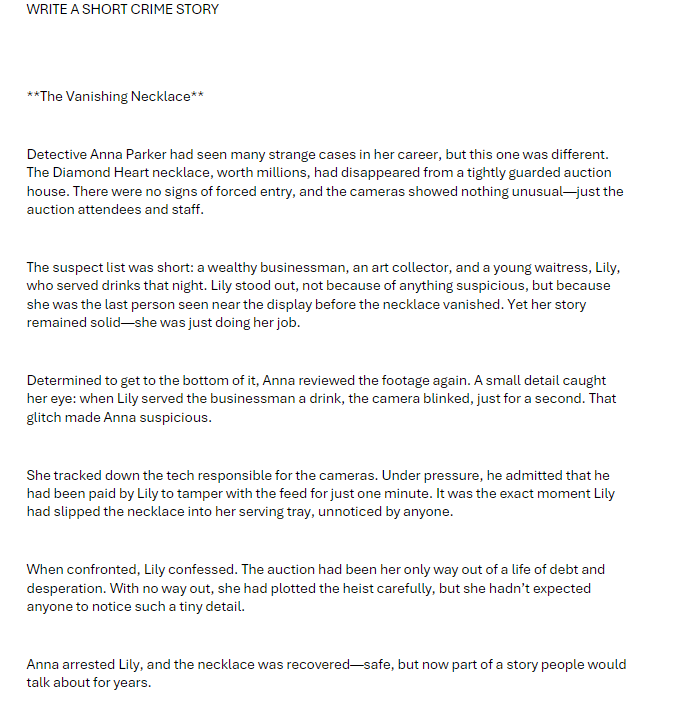 WRITE A SHORT CRIME STORY
**The Vanishing Necklace**
Detective Anna Parker had seen many strange cases in her career, but this one was different.
The Diamond Heart necklace, worth millions, had disappeared from a tightly guarded auction
house. There were no signs of forced entry, and the cameras showed nothing unusual—just the
auction attendees and staff.
The suspect list was short: a wealthy businessman, an art collector, and a young waitress, Lily,
who served drinks that night. Lily stood out, not because of anything suspicious, but because
she was the last person seen near the display before the necklace vanished. Yet her story
remained solid—she was just doing her job.
Determined to get to the bottom of it, Anna reviewed the footage again. A small detail caught
her eye: when Lily served the businessman a drink, the camera blinked, just for a second. That
glitch made Anna suspicious.
She tracked down the tech responsible for the cameras. Under pressure, he admitted that he
had been paid by Lily to tamper with the feed for just one minute. It was the exact moment Lily
had slipped the necklace into her serving tray, unnoticed by anyone.
When confronted, Lily confessed. The auction had been her only way out of a life of debt and
desperation. With no way out, she had plotted the heist carefully, but she hadn’t expected
anyone to notice such a tiny detail.
Anna arrested Lily, and the necklace was recovered—safe, but now part of a story people would
talk about for years.